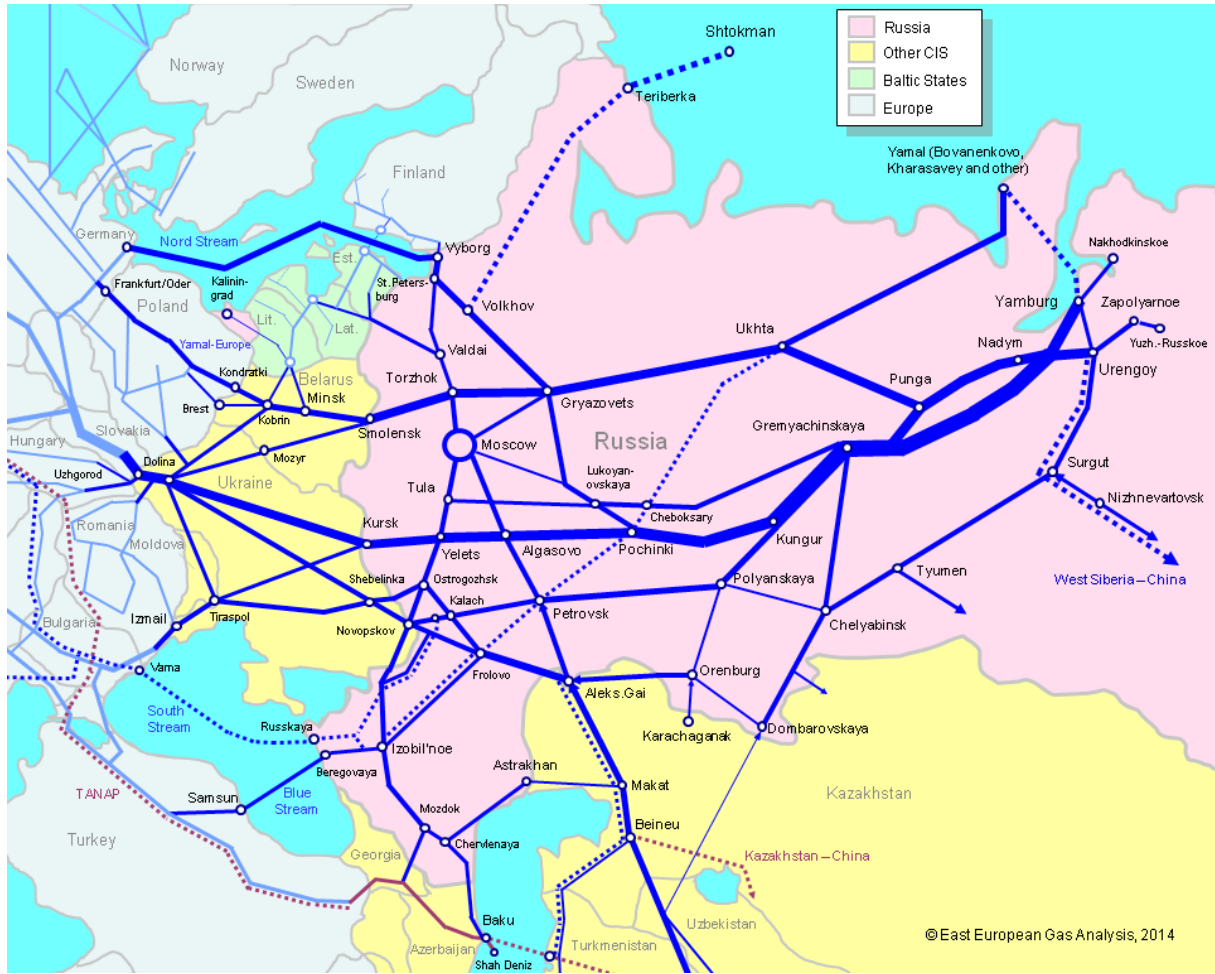 Shtokman
Russia
Other CIS
Baltic States
Europe
Norway
Sweden
Teriberka
Finland
Yamal (Bovanenkovo,
Kharasavey and other)
Germany
Nord Stream
Vyborg
Nakhodkinskoe
Est.
Frankfurt/Oder
Kalinin-
grad
St.Peters-
burg
Volkhov
Yamburg
Zapolyarnoe
Poland
Lit.
Lat.
Ukhta
Yuzh.-Russkoe
Yamal-Europe
Valdai
Nadym
Urengoy
Kondratki
Belarus
Torzhok
Punga
Brest
Minsk
Kobrin
Smolensk
Gryazovets
Gremyachinskaya
Hungary
Slovakia
Moscow
Russia
Dolina
Mozyr
Lukoyan-
ovskaya
Surgut
Uzhgorod
Ukraine
Tula
Cheboksary
Nizhnevartovsk
Romania
Kursk
Moldova
Yelets
Algasovo
Pochinki
Kungur
Shebelinka
Ostrogozhsk
Polyanskaya
Tyumen
West Siberia – China
Kalach
Izmail
Tiraspol
Novopskov
Petrovsk
Chelyabinsk
Bulgaria
Varna
Frolovo
Aleks.Gai
Orenburg
South
Stream
Russkaya
Karachaganak
Dombarovskaya
Izobil'noe
Beregovaya
Astrakhan
Makat
Kazakhstan
TANAP
Samsun
Blue
Stream
Mozdok
Beineu
Turkey
Chervlenaya
Georgia
Kazakhstan – China
Baku
Uzbekistan
Azerbaijan
Turkmenistan
Shah Deniz
© East European Gas Analysis, 2014